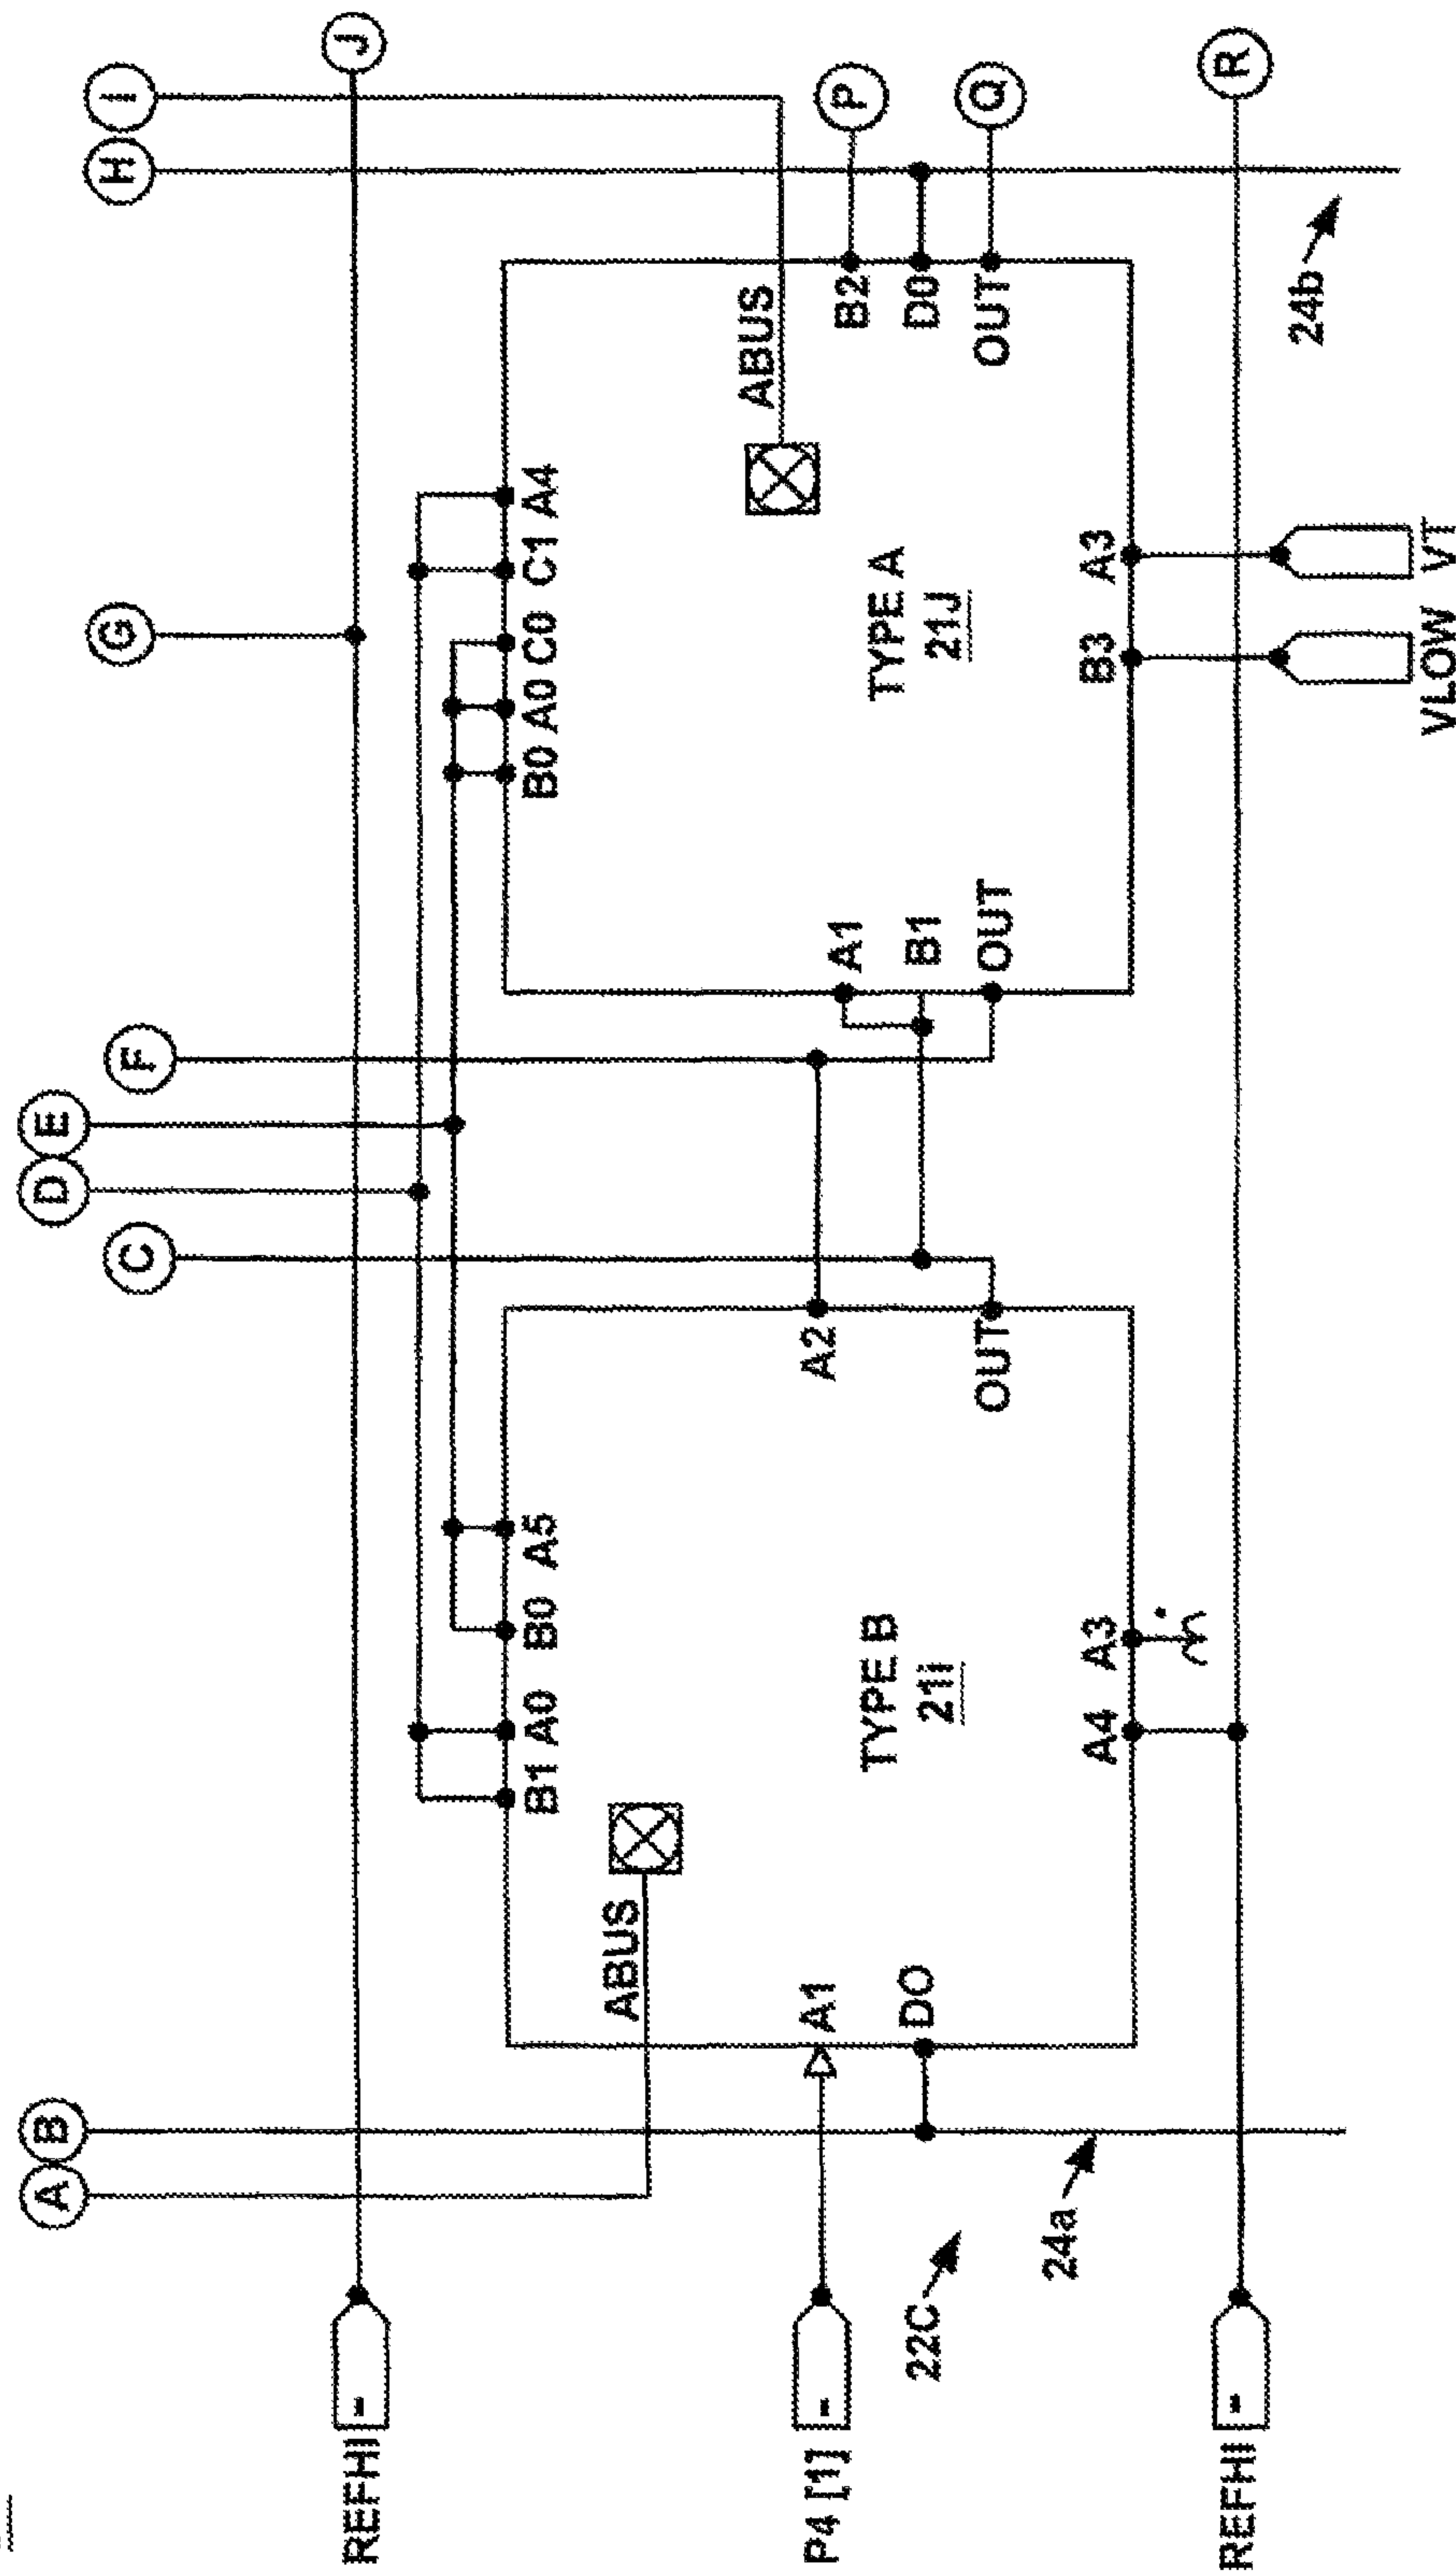 A B
C
D E
F
G
H I
J
REFHI -
B1 A0 B0 A5
B0 A0 C0 C1 A4
ABUS
ABUS
P4 [1] -
A1
A2
A1
B2
P
TYPE B
21i
TYPE A
21J
DO
B1
D0
22C
OUT
OUT
OUT
Q
24a
A4 A3
B3 A3
REFHI -
R
24b
VLOW VT